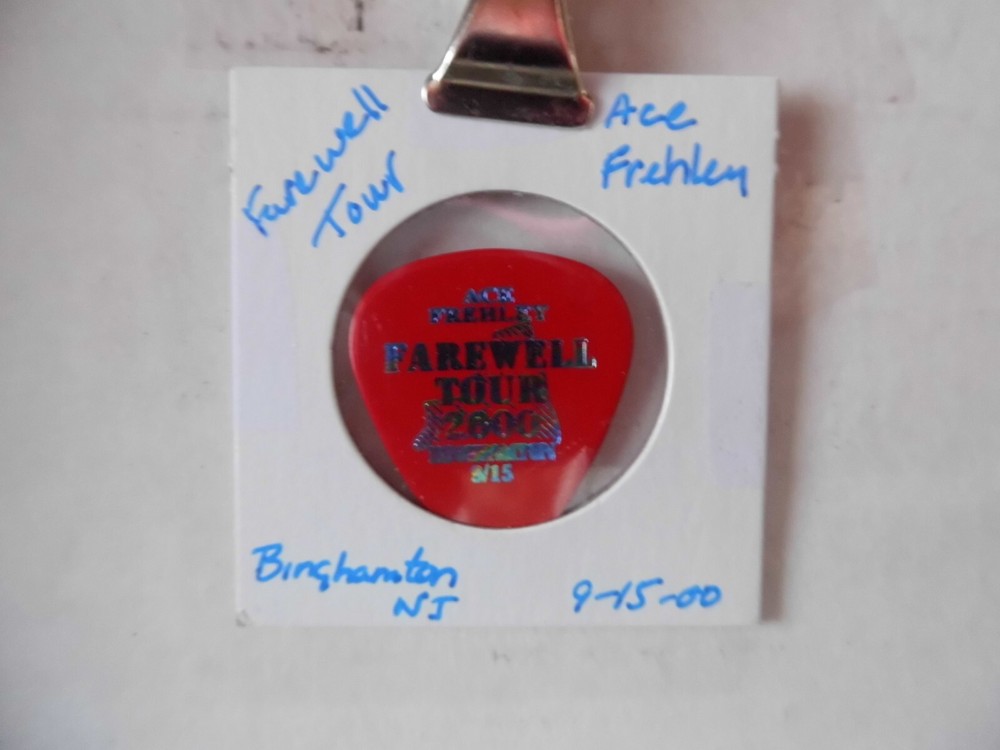 Farewell
Tour
Ace
Frehley
ACE
FREHLEY
FAREWELL
TOUR
2000
9/15
Binghamton
NJ
9-15-00